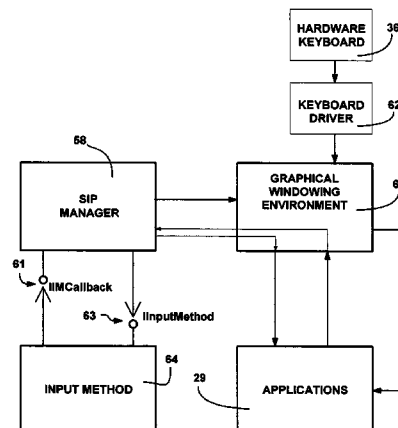 HARDWARE
KEYBOARD
36
KEYBOARD
DRIVER
62
58
SIP
MANAGER
GRAPHICAL
WINDOWING
ENVIRONMENT
61
IIMCallback
63
IInputMethod
INPUT METHOD
64
29
APPLICATIONS